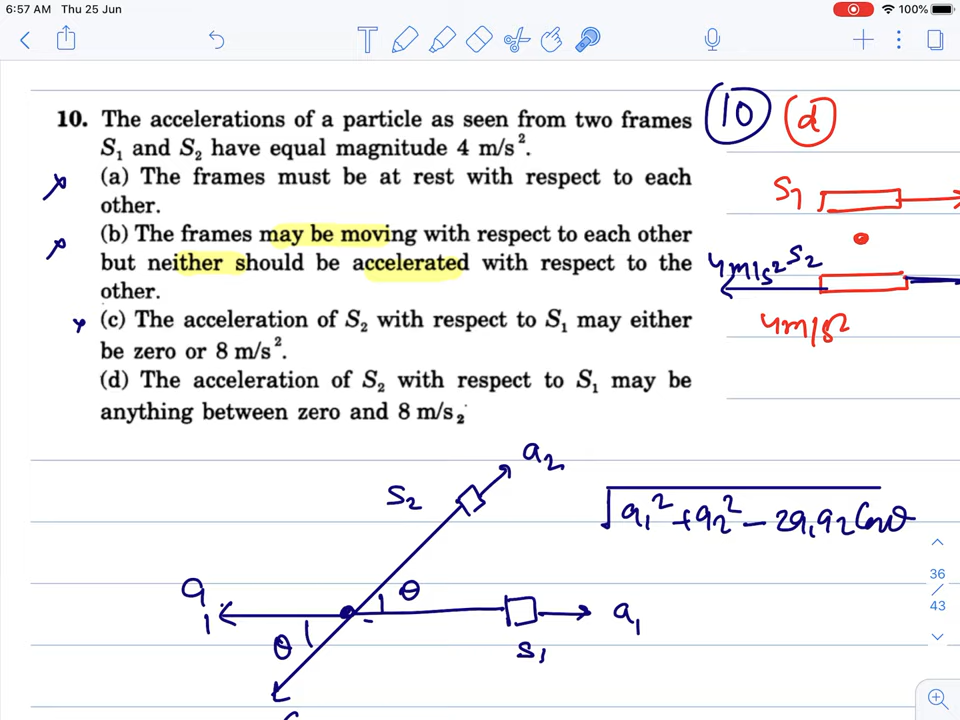 6:57 AM Thu 25 Jun 100%
T
10. The accelerations of a particle as seen from two frames
S₁ and S₂ have equal magnitude 4 m/s².
(a) The frames must be at rest with respect to each
other.
(b) The frames may be moving with respect to each other
but neither should be accelerated with respect to the
other.
(c) The acceleration of S₂ with respect to S₁ may either
be zero or 8 m/s².
(d) The acceleration of S₂ with respect to S₁ may be
anything between zero and 8 m/s₂
10 d
S1
4m/s² S2
4m/s²
a2
S2
√a₁² + a₂² − 2a₁a₂ Cosθ
a1
θ
a1
θ
S1
36
/
43